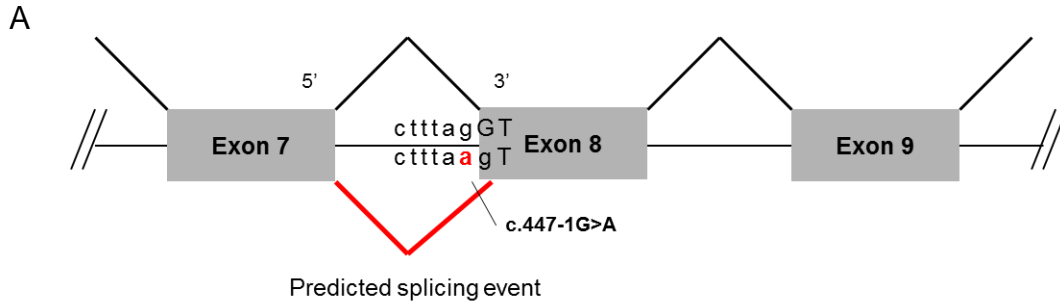 A
5’ 3’
ctttagGT
Exon 7 Exon 8 Exon 9
ctttaagT
c.447-1G>A
Predicted splicing event